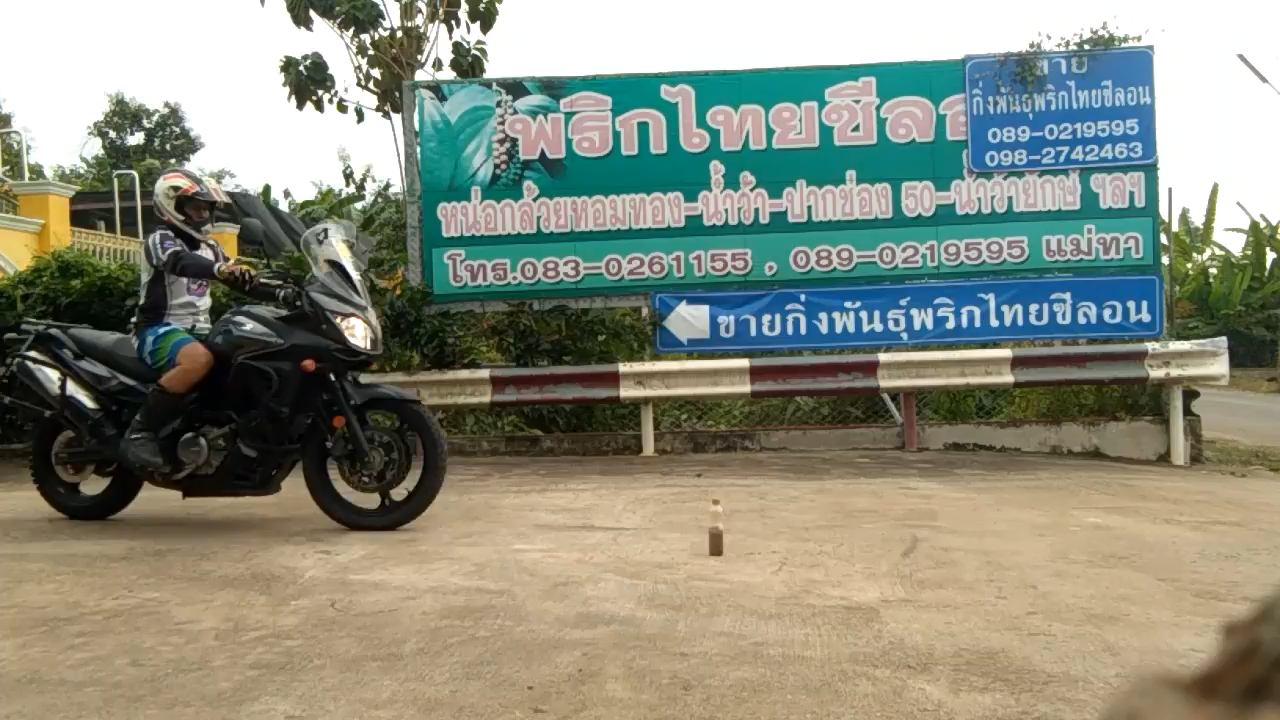 พริกไทยซีลอ
หน่อกล้วยหอมทอง-น้ำว้า-ปากช่อง 50-น้ำว้ายักษ์ ฯลฯ
โทร.083-0261155 , 089-0219595 แม่ทา
ขาย
กิ่งพันธุ์พริกไทยซีลอน
089-0219595
098-2742463
ขายกิ่งพันธุ์พริกไทยซีลอน